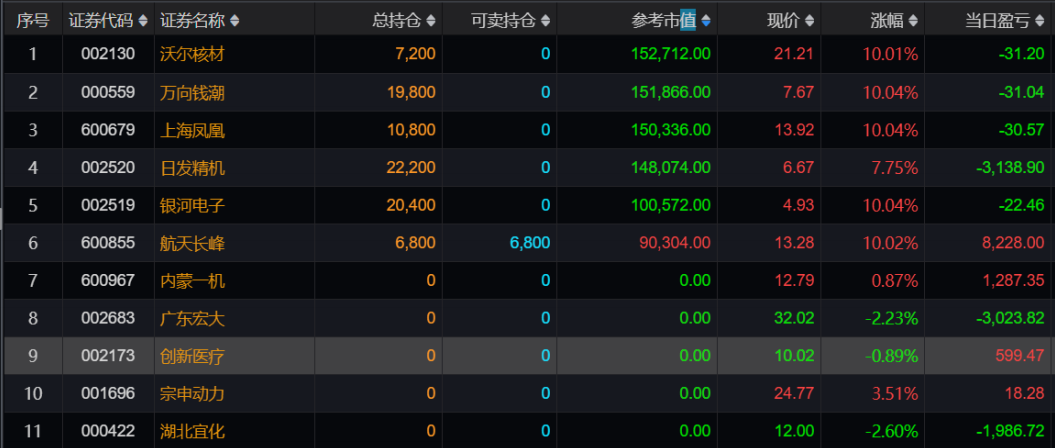 序号 证券代码 证券名称 总持仓 可卖持仓 参考市值 现价 涨幅 当日盈亏
1 002130 沃尔核材 7,200 0 152,712.00 21.21 10.01% -31.20
2 000559 万向钱潮 19,800 0 151,866.00 7.67 10.04% -31.04
3 600679 上海凤凰 10,800 0 150,336.00 13.92 10.04% -30.57
4 002520 日发精机 22,200 0 148,074.00 6.67 7.75% -3,138.90
5 002519 银河电子 20,400 0 100,572.00 4.93 10.04% -22.46
6 600855 航天长峰 6,800 6,800 90,304.00 13.28 10.02% 8,228.00
7 600967 内蒙一机 0 0 0.00 12.79 0.87% 1,287.35
8 002683 广东宏大 0 0 0.00 32.02 -2.23% -3,023.82
9 002173 创新医疗 0 0 0.00 10.02 -0.89% 599.47
10 001696 宗申动力 0 0 0.00 24.77 3.51% 18.28
11 000422 湖北宜化 0 0 0.00 12.00 -2.60% -1,986.72